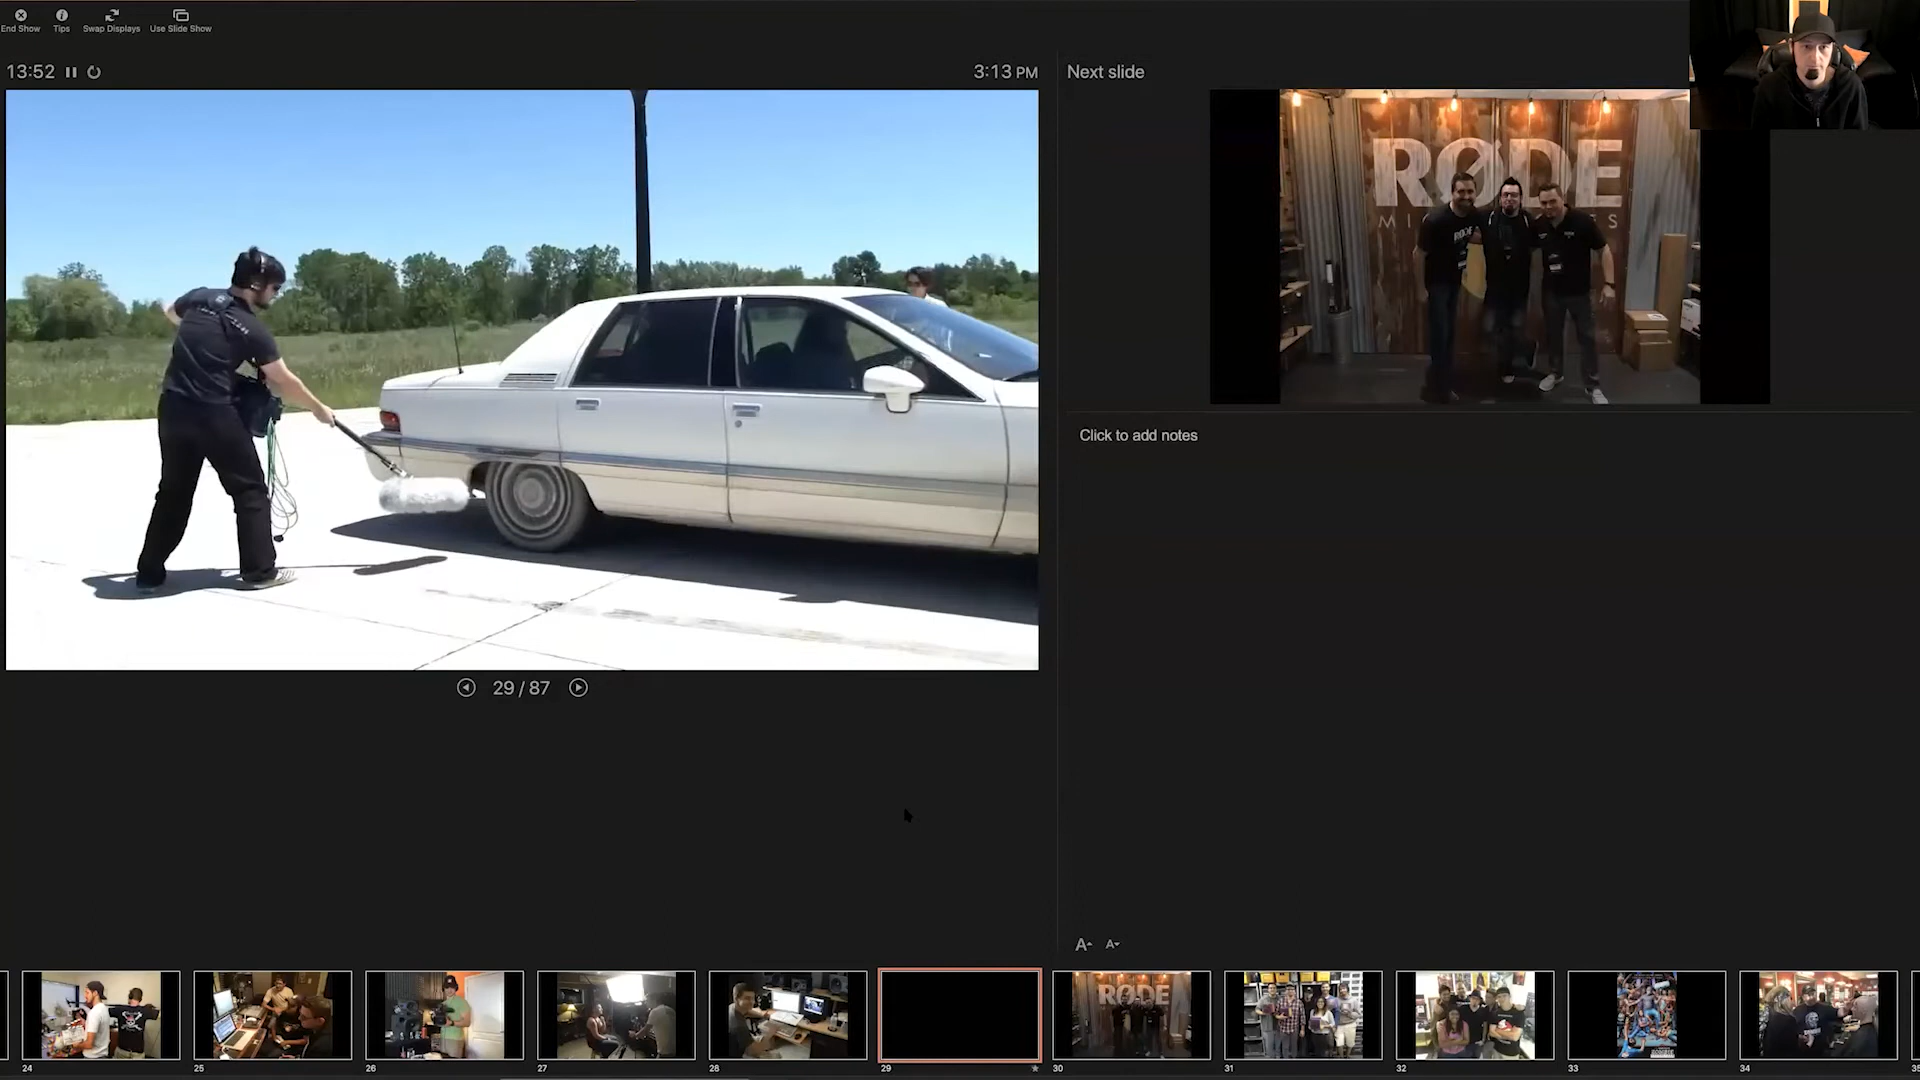 End Show
Tips
Swap Displays
Use Slide Show
13:52
3:13 PM
Next slide
RØDE
RØDE
Click to add notes
29 / 87
A
A
RØDE
24
25
26
27
28
29
30
31
32
33
34